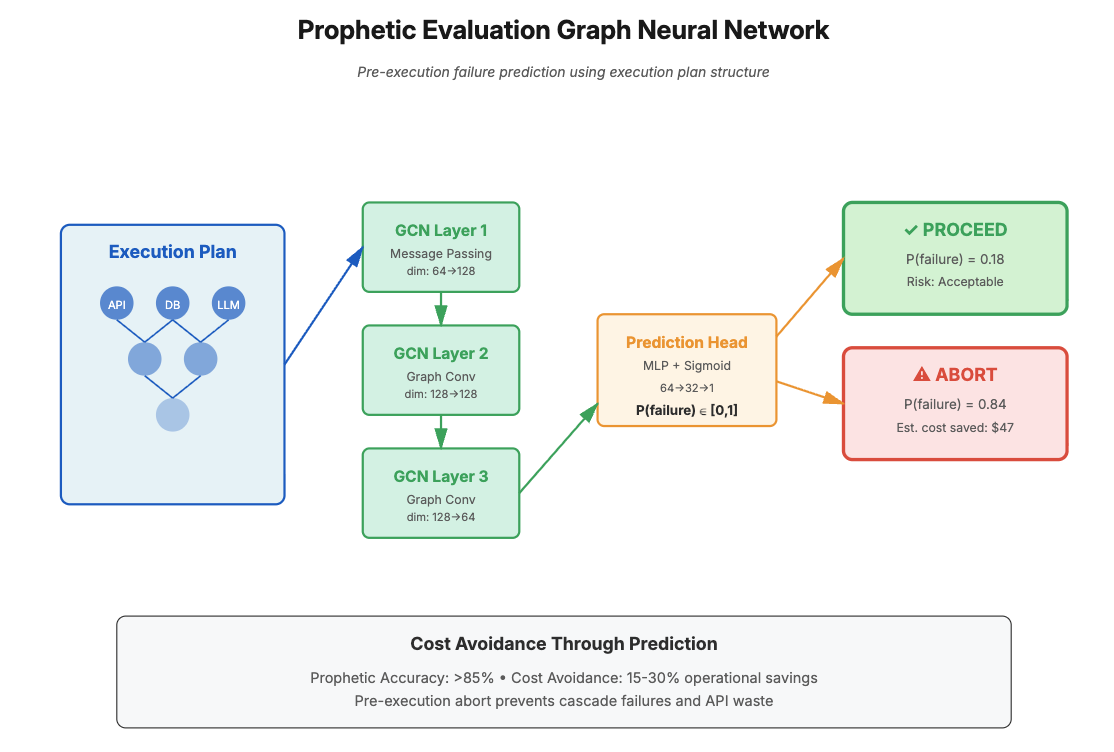 Prophetic Evaluation Graph Neural Network
Pre-execution failure prediction using execution plan structure
Execution Plan
API
DB
LLM
GCN Layer 1
Message Passing
dim: 64→128
GCN Layer 2
Graph Conv
dim: 128→128
GCN Layer 3
Graph Conv
dim: 128→64
Prediction Head
MLP + Sigmoid
64→32→1
P(failure) ∈ [0,1]
✓ PROCEED
P(failure) = 0.18
Risk: Acceptable
⚠ ABORT
P(failure) = 0.84
Est. cost saved: $47
Cost Avoidance Through Prediction
Prophetic Accuracy: >85% • Cost Avoidance: 15-30% operational savings
Pre-execution abort prevents cascade failures and API waste